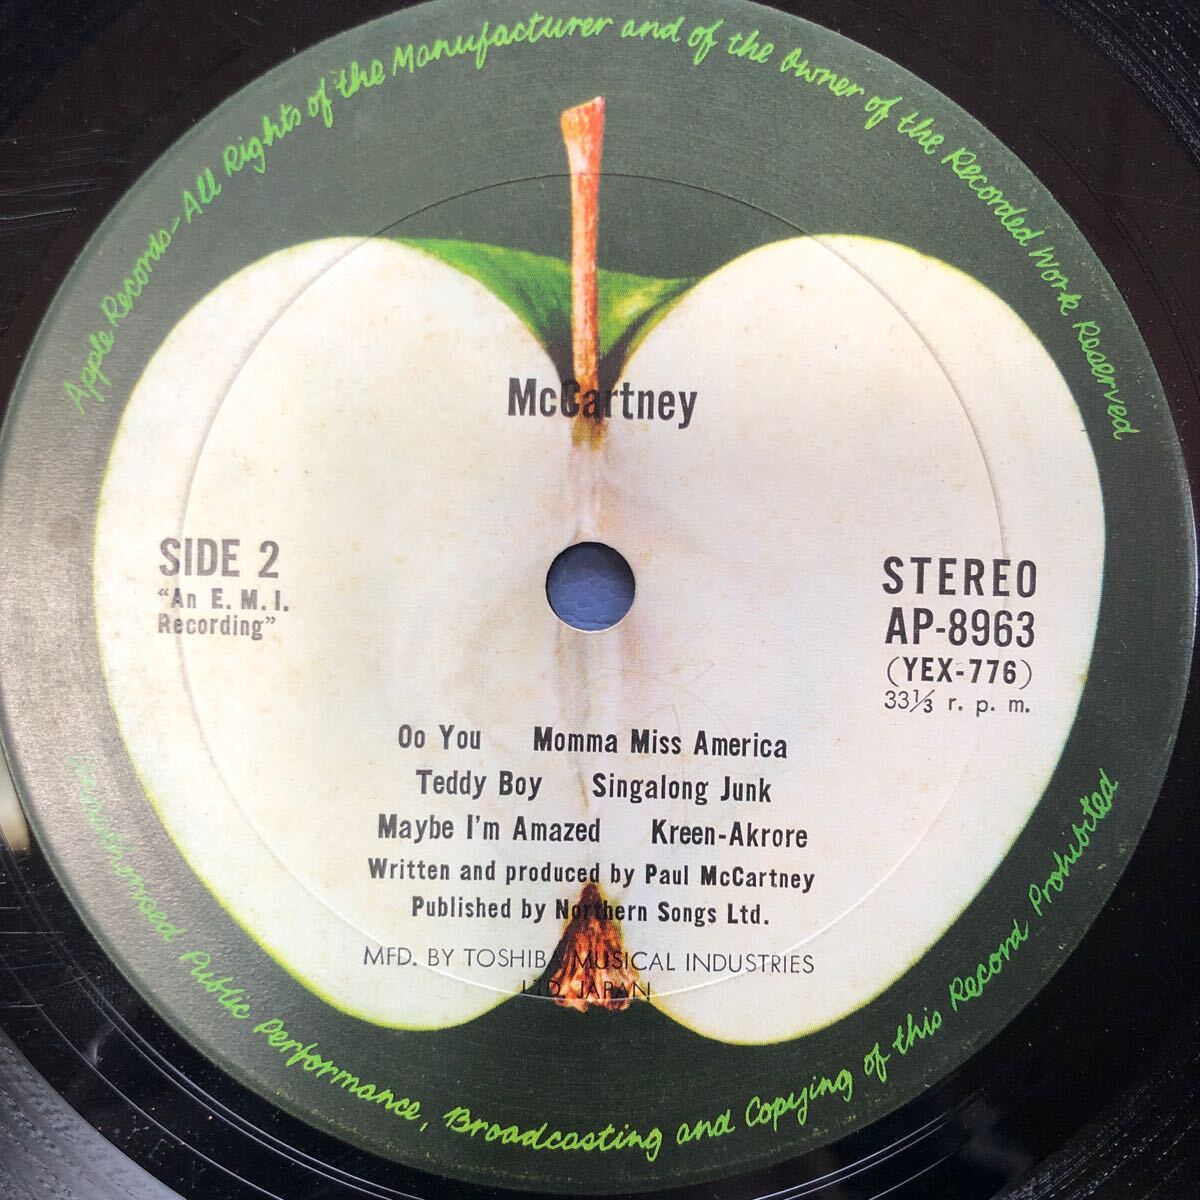 Apple Records-All Rights of the Manufacturer and of the Owner of the Recorded Work Reserved
McCartney
SIDE 2
"An E. M. I.
Recording"
STEREO
AP-8963
(YEX-776)
33⅓ r. p. m.
Oo You Momma Miss America
Teddy Boy Singalong Junk
Maybe I'm Amazed Kreen-Akrore
Written and produced by Paul McCartney
Published by Northern Songs Ltd.
MFD. BY TOSHIBA MUSICAL INDUSTRIES
LTD. JAPAN
Unauthorised Public Performance, Broadcasting and Copying of this Record Prohibited